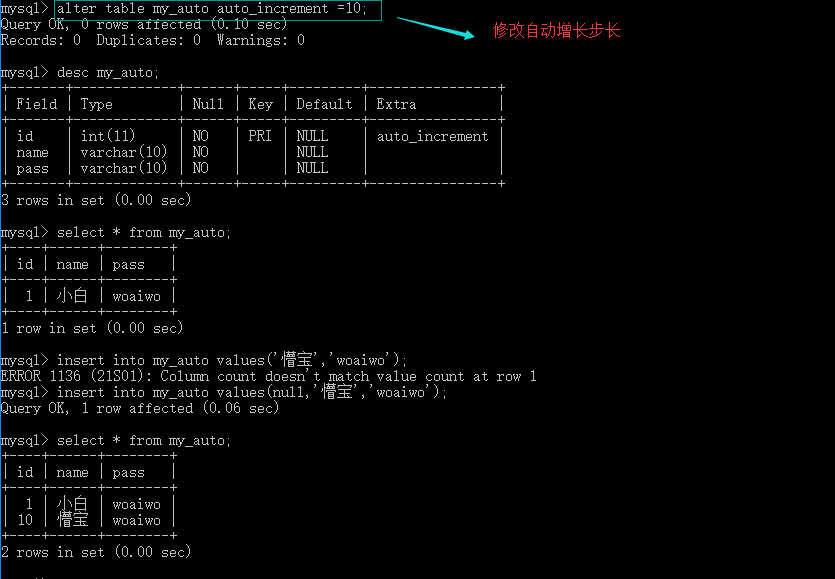 mysql> alter table my_auto auto_increment =10;
Query OK, 0 rows affected (0.10 sec)
修改自动增长步长
Records: 0  Duplicates: 0  Warnings: 0
mysql> desc my_auto;
+-------+-------------+------+-----+---------+----------------+
| Field | Type        | Null | Key | Default | Extra          |
+-------+-------------+------+-----+---------+----------------+
| id    | int(11)     | NO   | PRI | NULL    | auto_increment |
| name  | varchar(10) | NO   |     | NULL    |                |
| pass  | varchar(10) | NO   |     | NULL    |                |
+-------+-------------+------+-----+---------+----------------+
3 rows in set (0.00 sec)
mysql> select * from my_auto;
+----+------+--------+
| id | name | pass   |
+----+------+--------+
|  1 | 小白 | woaiwo |
+----+------+--------+
1 row in set (0.00 sec)
mysql> insert into my_auto values('懵宝','woaiwo');
ERROR 1136 (21S01): Column count doesn't match value count at row 1
mysql> insert into my_auto values(null,'懵宝','woaiwo');
Query OK, 1 row affected (0.06 sec)
mysql> select * from my_auto;
+----+------+--------+
| id | name | pass   |
+----+------+--------+
|  1 | 小白 | woaiwo |
| 10 | 懵宝 | woaiwo |
+----+------+--------+
2 rows in set (0.00 sec)